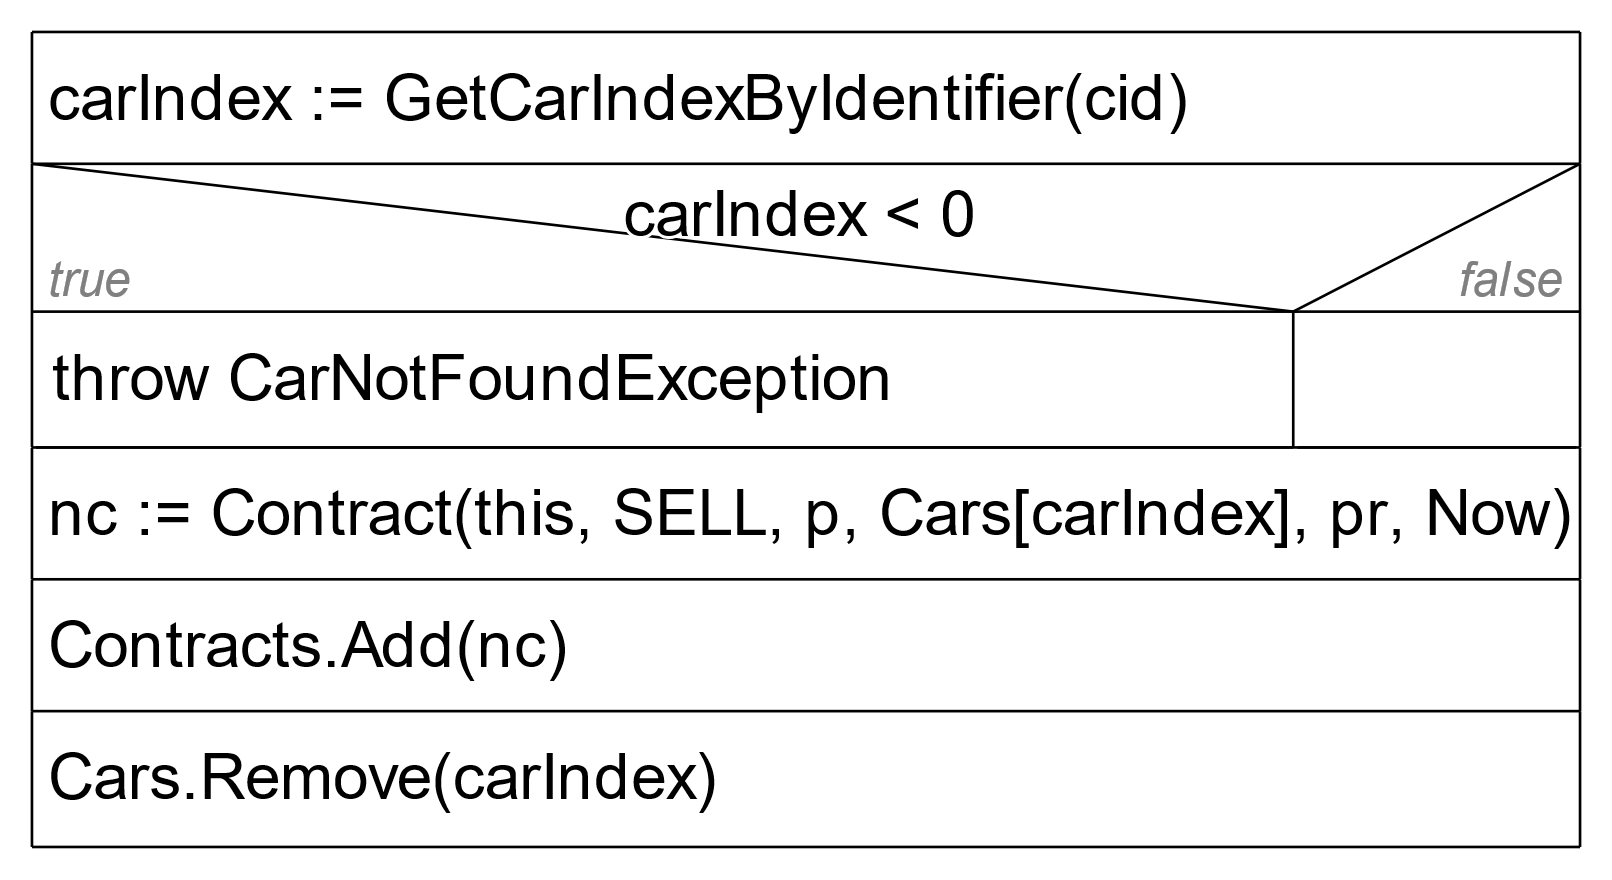 carIndex := GetCarIndexByIdentifier(cid)
carIndex < 0
true
false
throw CarNotFoundException
nc := Contract(this, SELL, p, Cars[carIndex], pr, Now)
Contracts.Add(nc)
Cars.Remove(carIndex)